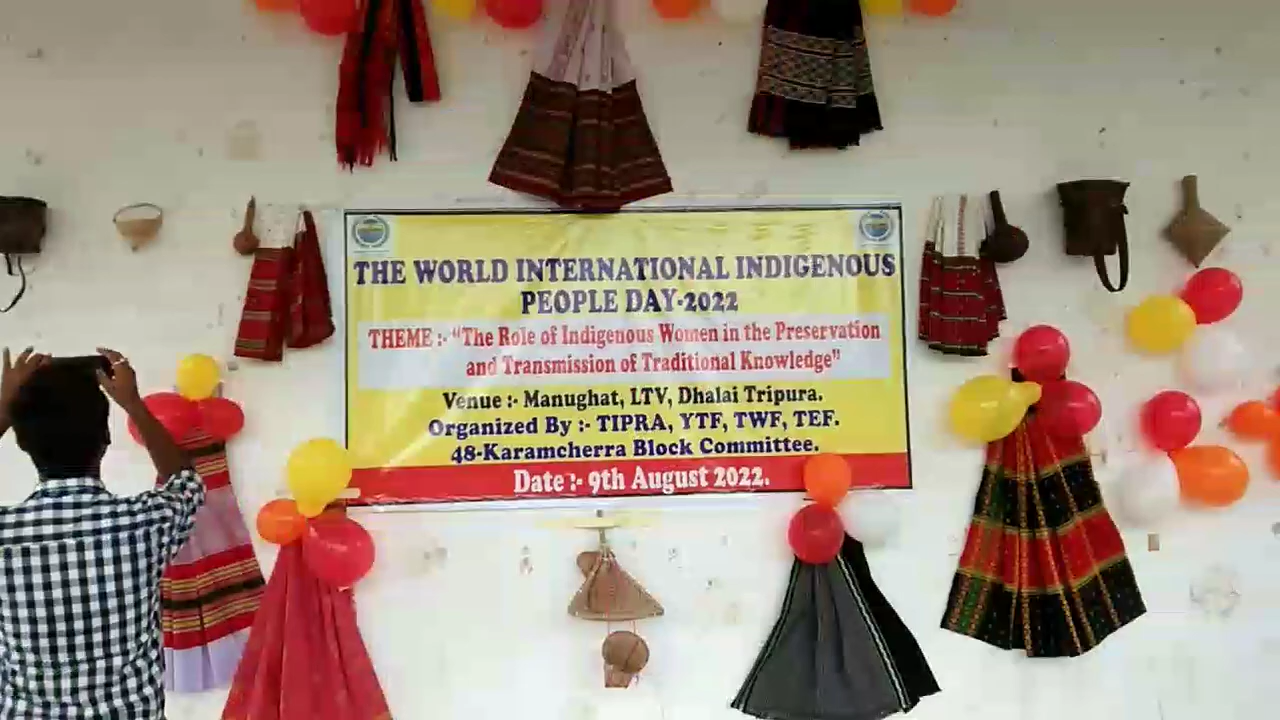 THE WORLD INTERNATIONAL INDIGENOUS
PEOPLE DAY-2022
THEME :- "The Role of Indigenous Women in the Preservation
and Transmission of Traditional Knowledge"
Venue :- Manughat, LTV, Dhalai Tripura.
Organized By :- TIPRA, YTF, TWF, TEF.
48-Karamcherra Block Committee.
Date :- 9th August 2022.